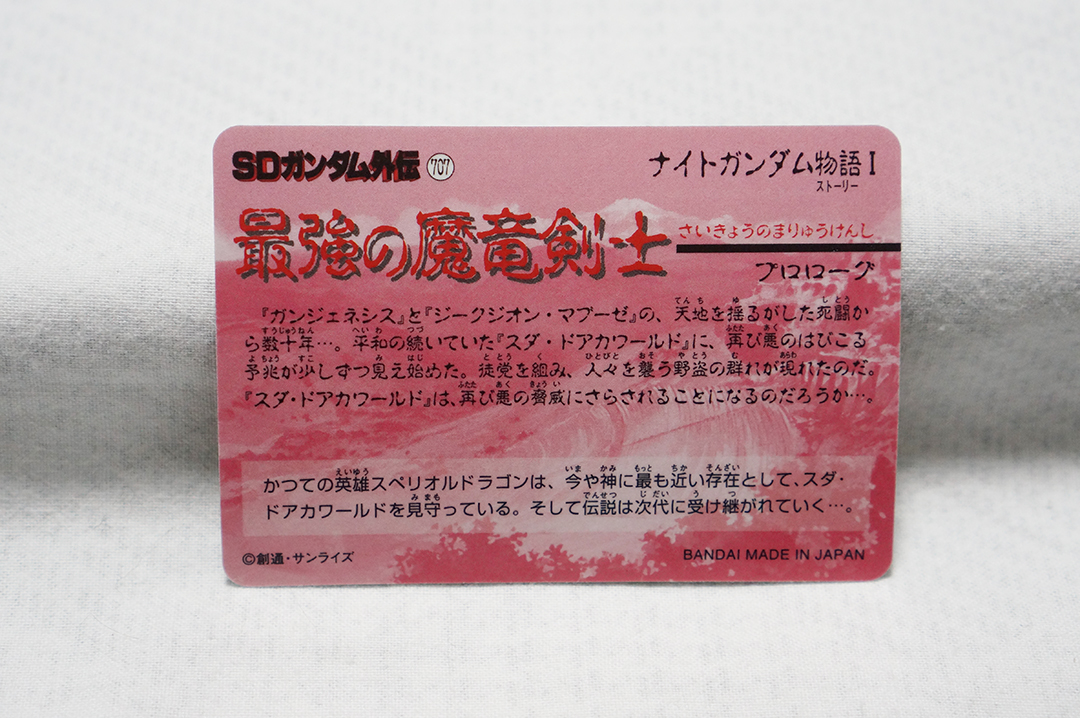 SDガンダム外伝 707
ナイトガンダム物語Ⅰ
ストーリー
最強の魔竜剣士
さいきょうのまりゅうけんし
プロローグ
『ガンジェネシス』と『ジークジオン・マブーゼ』の、天地を揺るがした死闘か
ら数十年…。平和の続いていた『スダ・ドアカワールド』に、再び悪のはびこる
予兆が少しずつ見え始めた。徒党を組み、人々を襲う野盗の群れが現れたのだ。
『スダ・ドアカワールド』は、再び悪の脅威にさらされることになるのだろうか…。
かつての英雄スペリオルドラゴンは、今や神に最も近い存在として、スダ・
ドアカワールドを見守っている。そして伝説は次代に受け継がれていく…。
©創通・サンライズ
BANDAI MADE IN JAPAN